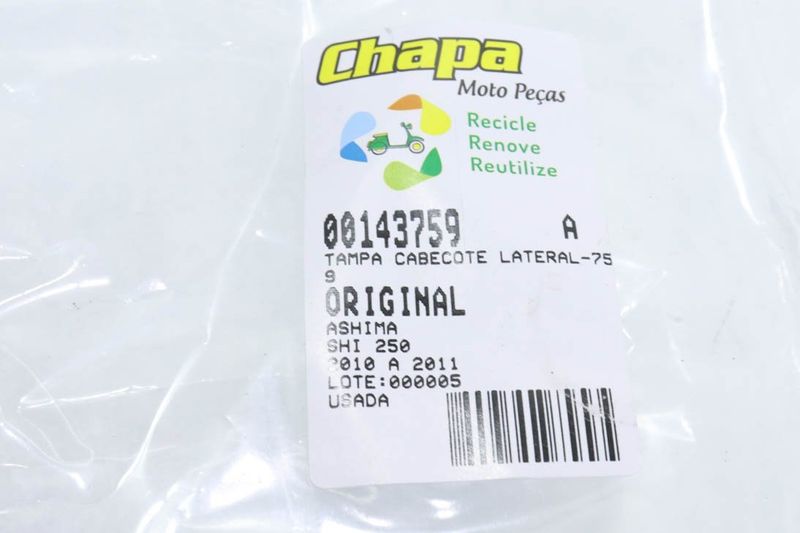 Chapa
Moto Peças
Recicle
Renove
Reutilize
00143759 A
TAMPA CABECOTE LATERAL-75
9
ORIGINAL
ASHIMA
SHI 250
2010 A 2011
LOTE:000005
USADA